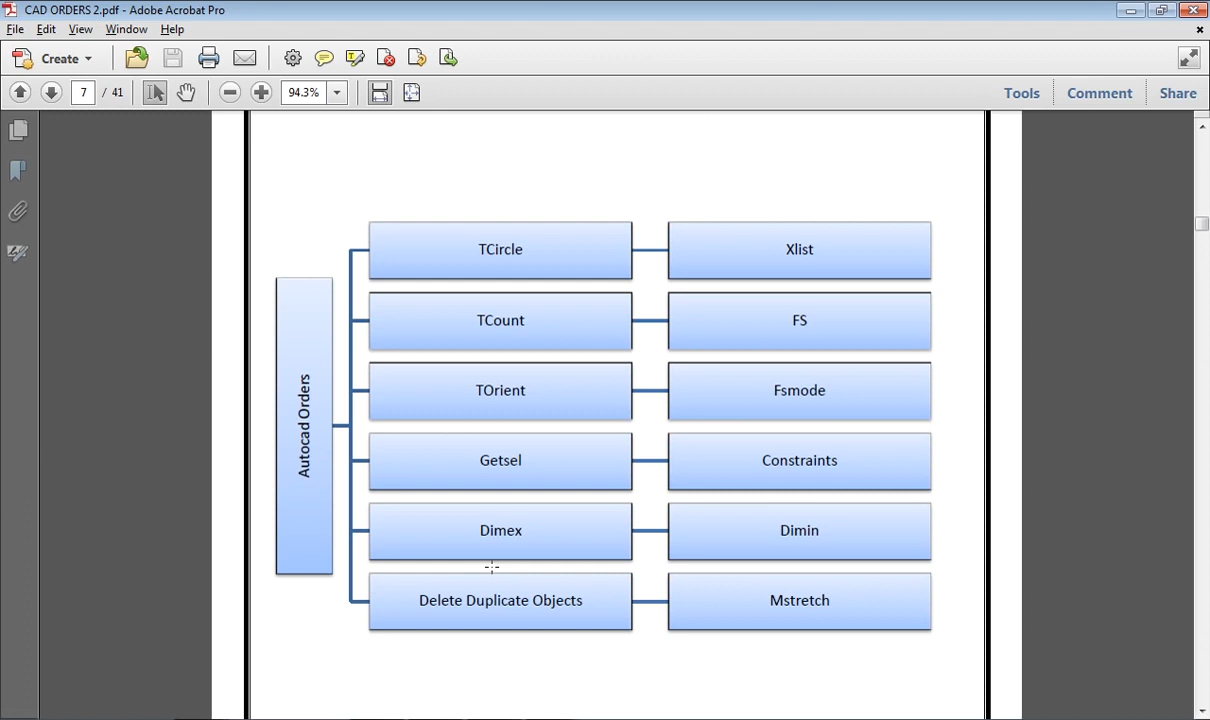 CAD ORDERS 2.pdf - Adobe Acrobat Pro
File Edit View Window Help
Create
7 / 41 94.3% Tools Comment Share
Autocad Orders
TCircle Xlist
TCount FS
TOrient Fsmode
Getsel Constraints
Dimex Dimin
Delete Duplicate Objects Mstretch